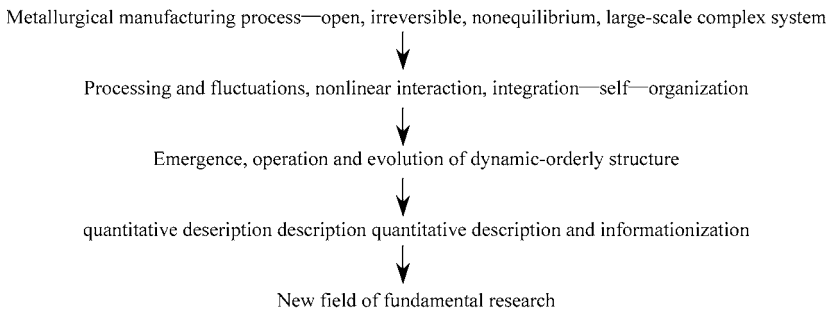 Metallurgical manufacturing process—open, irreversible, nonequilibrium, large-scale complex system
Processing and fluctuations, nonlinear interaction, integration—self—organization
Emergence, operation and evolution of dynamic-orderly structure
quantitative deseription description quantitative description and informationization
New field of fundamental research